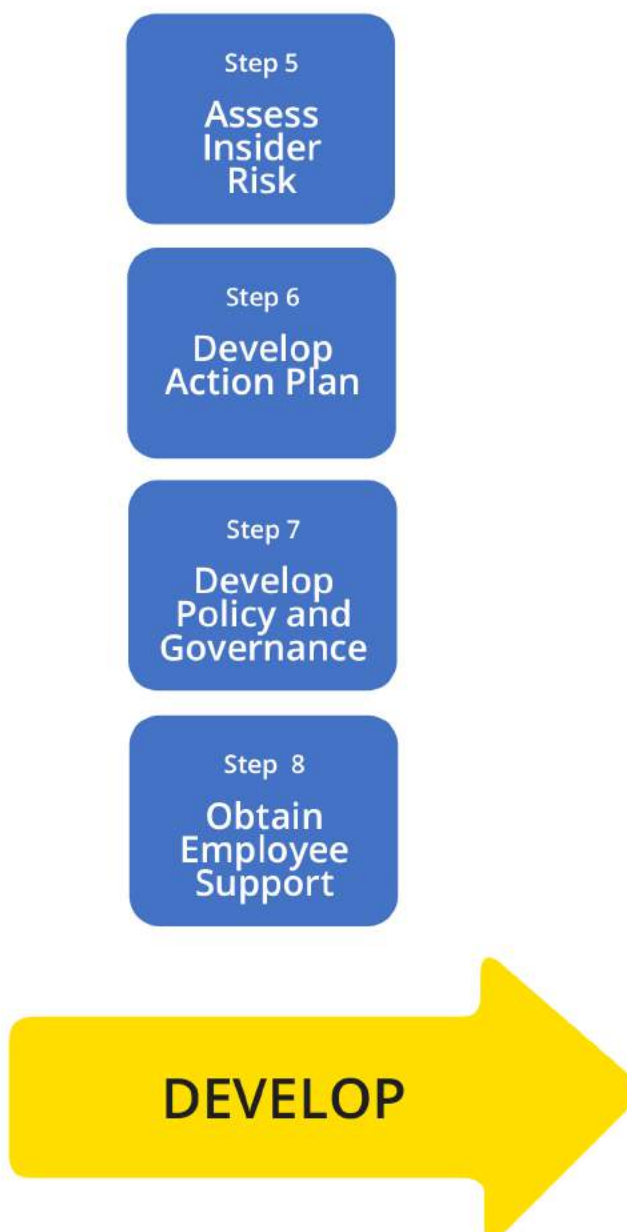 Step 5
Assess
Insider
Risk
Step 6
Develop
Action Plan
Step 7
Develop
Policy and
Governance
Step 8
Obtain
Employee
Support
DEVELOP